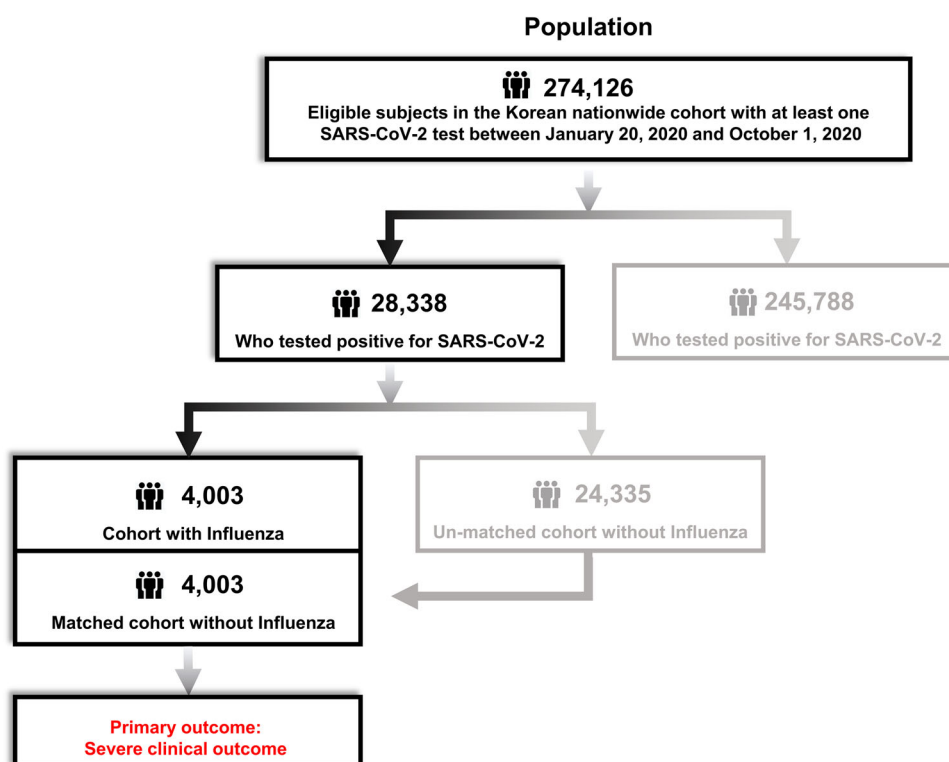 Population
274,126
Eligible subjects in the Korean nationwide cohort with at least one
SARS-CoV-2 test between January 20, 2020 and October 1, 2020
28,338
Who tested positive for SARS-CoV-2
245,788
Who tested positive for SARS-CoV-2
4,003
Cohort with Influenza
24,335
Un-matched cohort without Influenza
4,003
Matched cohort without Influenza
Primary outcome:
Severe clinical outcome